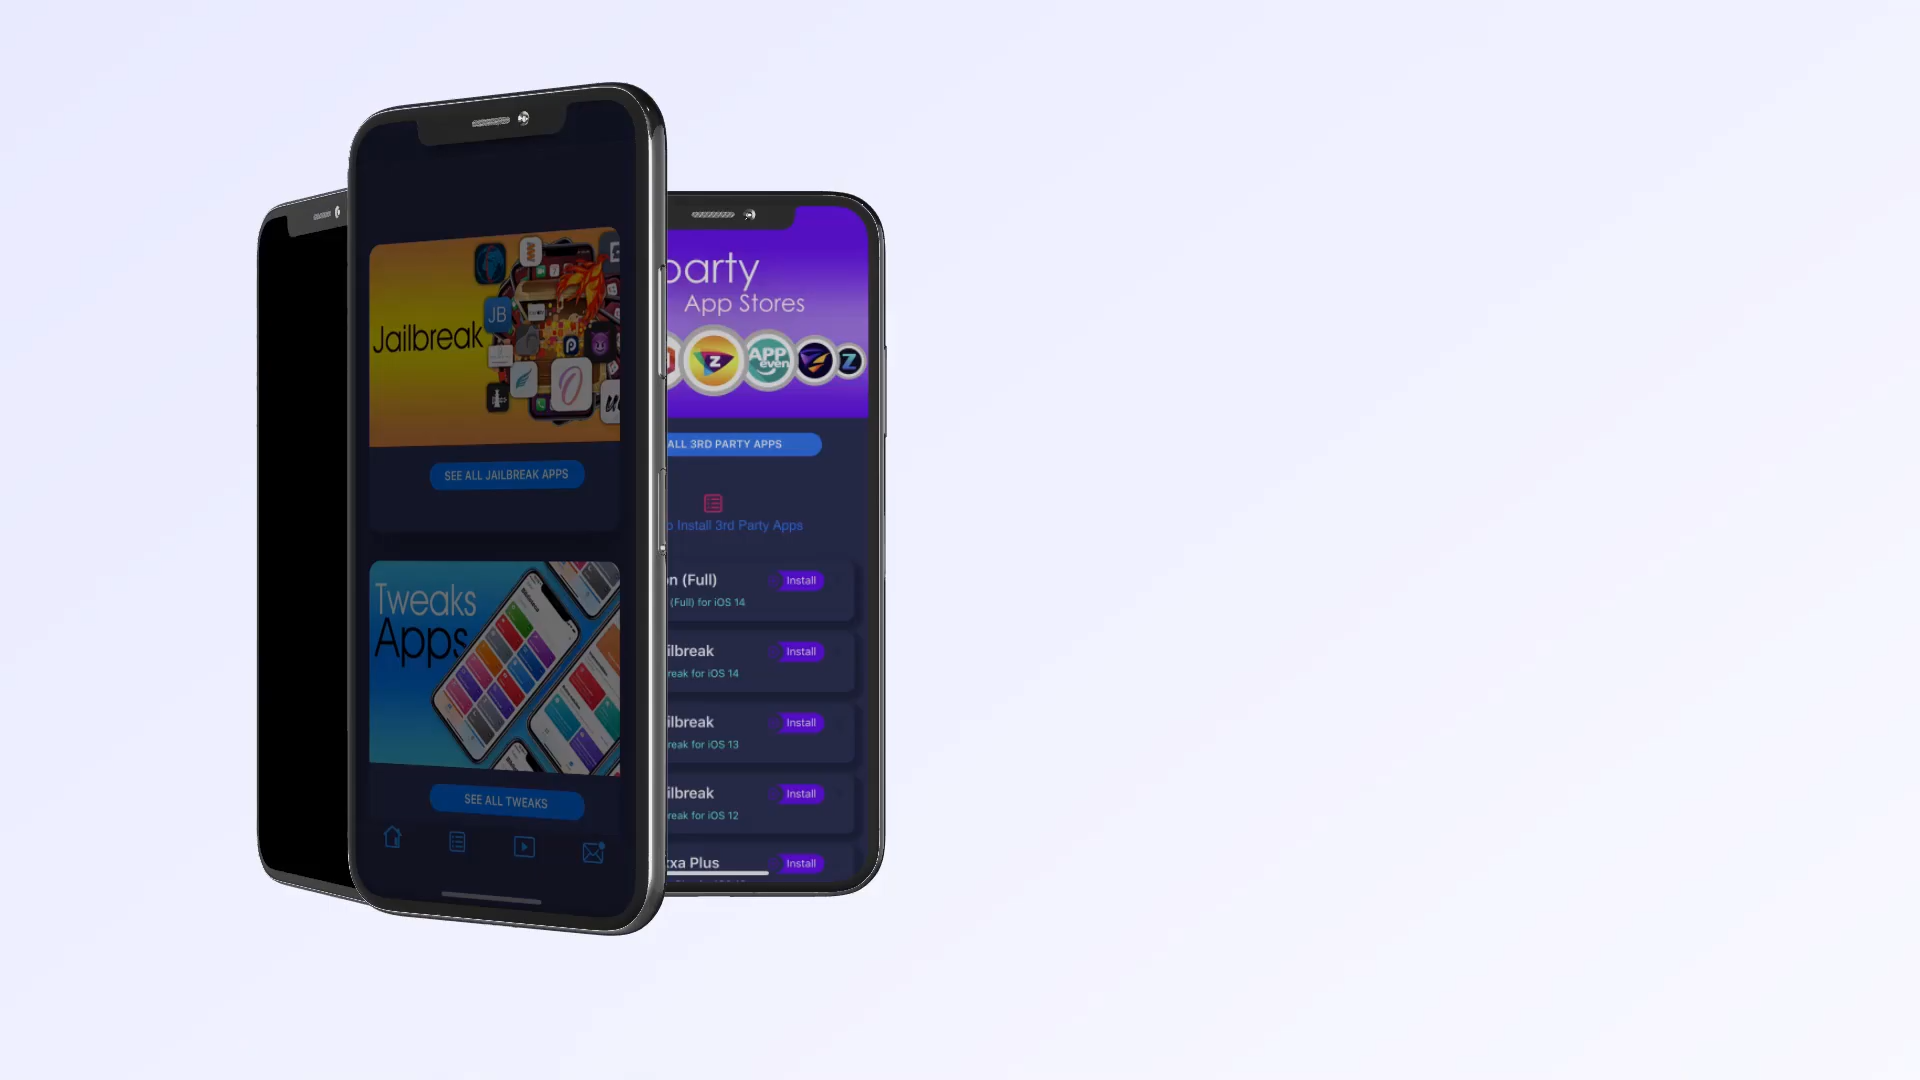 Jailbreak
JB
SEE ALL JAILBREAK APPS
Tweaks
Apps
SEE ALL TWEAKS
party
App Stores
Z
APP
even
Z
ALL 3RD PARTY APPS
Install 3rd Party Apps
(Full)
Install
(Full) for iOS 14
ilbreak
Install
reak for iOS 14
ilbreak
Install
reak for iOS 13
ilbreak
Install
reak for iOS 12
xa Plus
Install